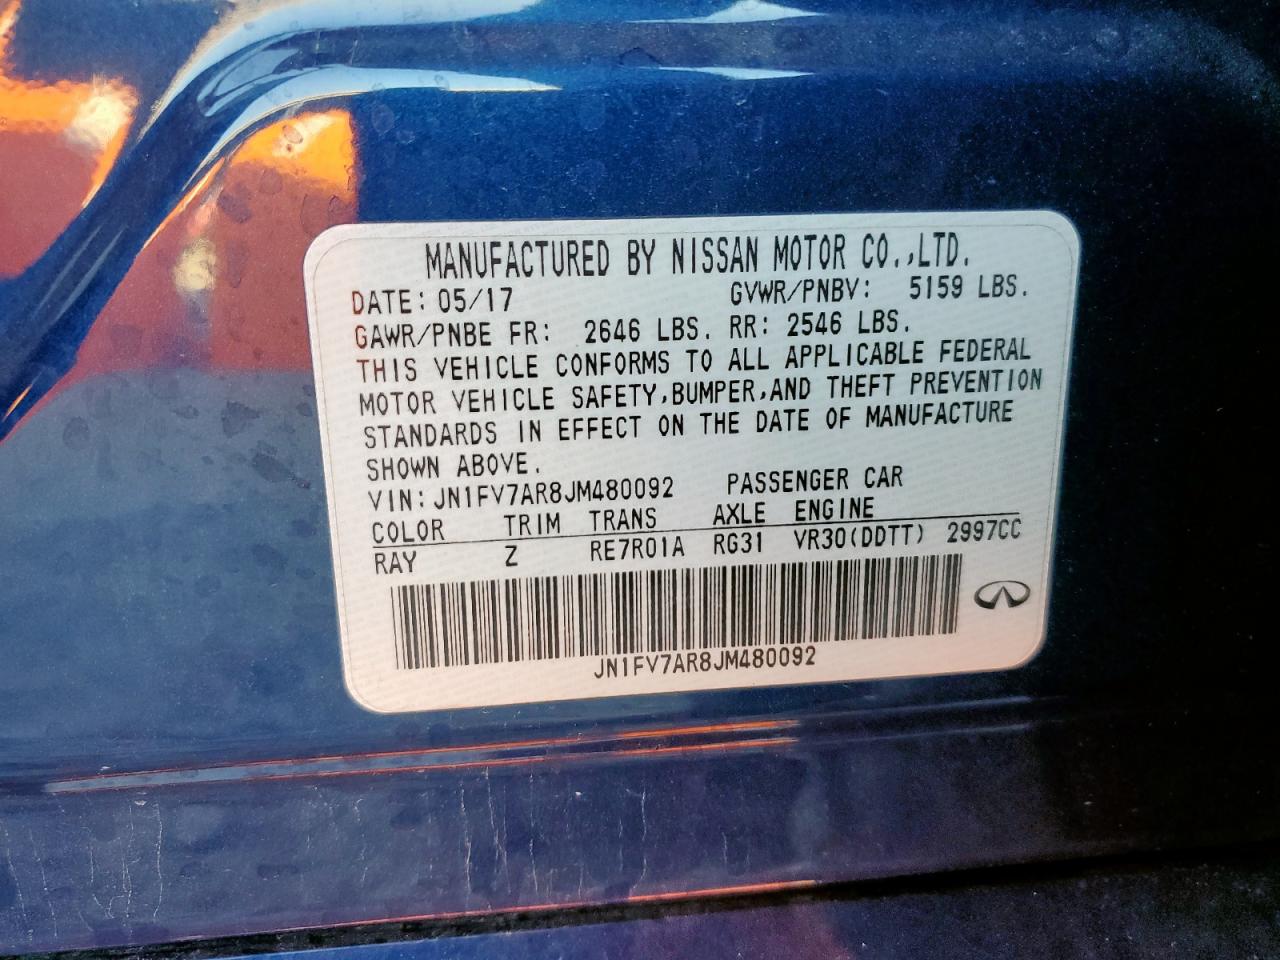 MANUFACTURED BY NISSAN MOTOR CO.,LTD.
DATE: 05/17 GVWR/PNBV: 5159 LBS.
GAWR/PNBE FR: 2646 LBS. RR: 2546 LBS.
THIS VEHICLE CONFORMS TO ALL APPLICABLE FEDERAL
MOTOR VEHICLE SAFETY,BUMPER,AND THEFT PREVENTION
STANDARDS IN EFFECT ON THE DATE OF MANUFACTURE
SHOWN ABOVE.
VIN: JN1FV7AR8JM480092 PASSENGER CAR
COLOR TRIM TRANS AXLE ENGINE
RAY Z RE7R01A RG31 VR30(DDTT) 2997CC
JN1FV7AR8JM480092